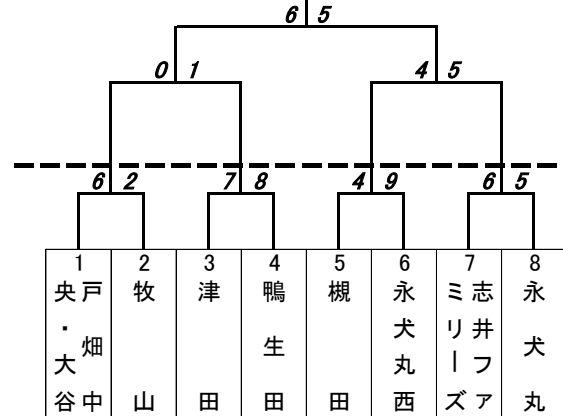 6 5
0 1 4 5
6 2 7 8 4 9 6 5
1 2 3 4 5 6 7 8
戸畑中央・大谷
牧山
津田
鴨生田
槻田
永犬丸西
志井ファミリーズ
永犬丸